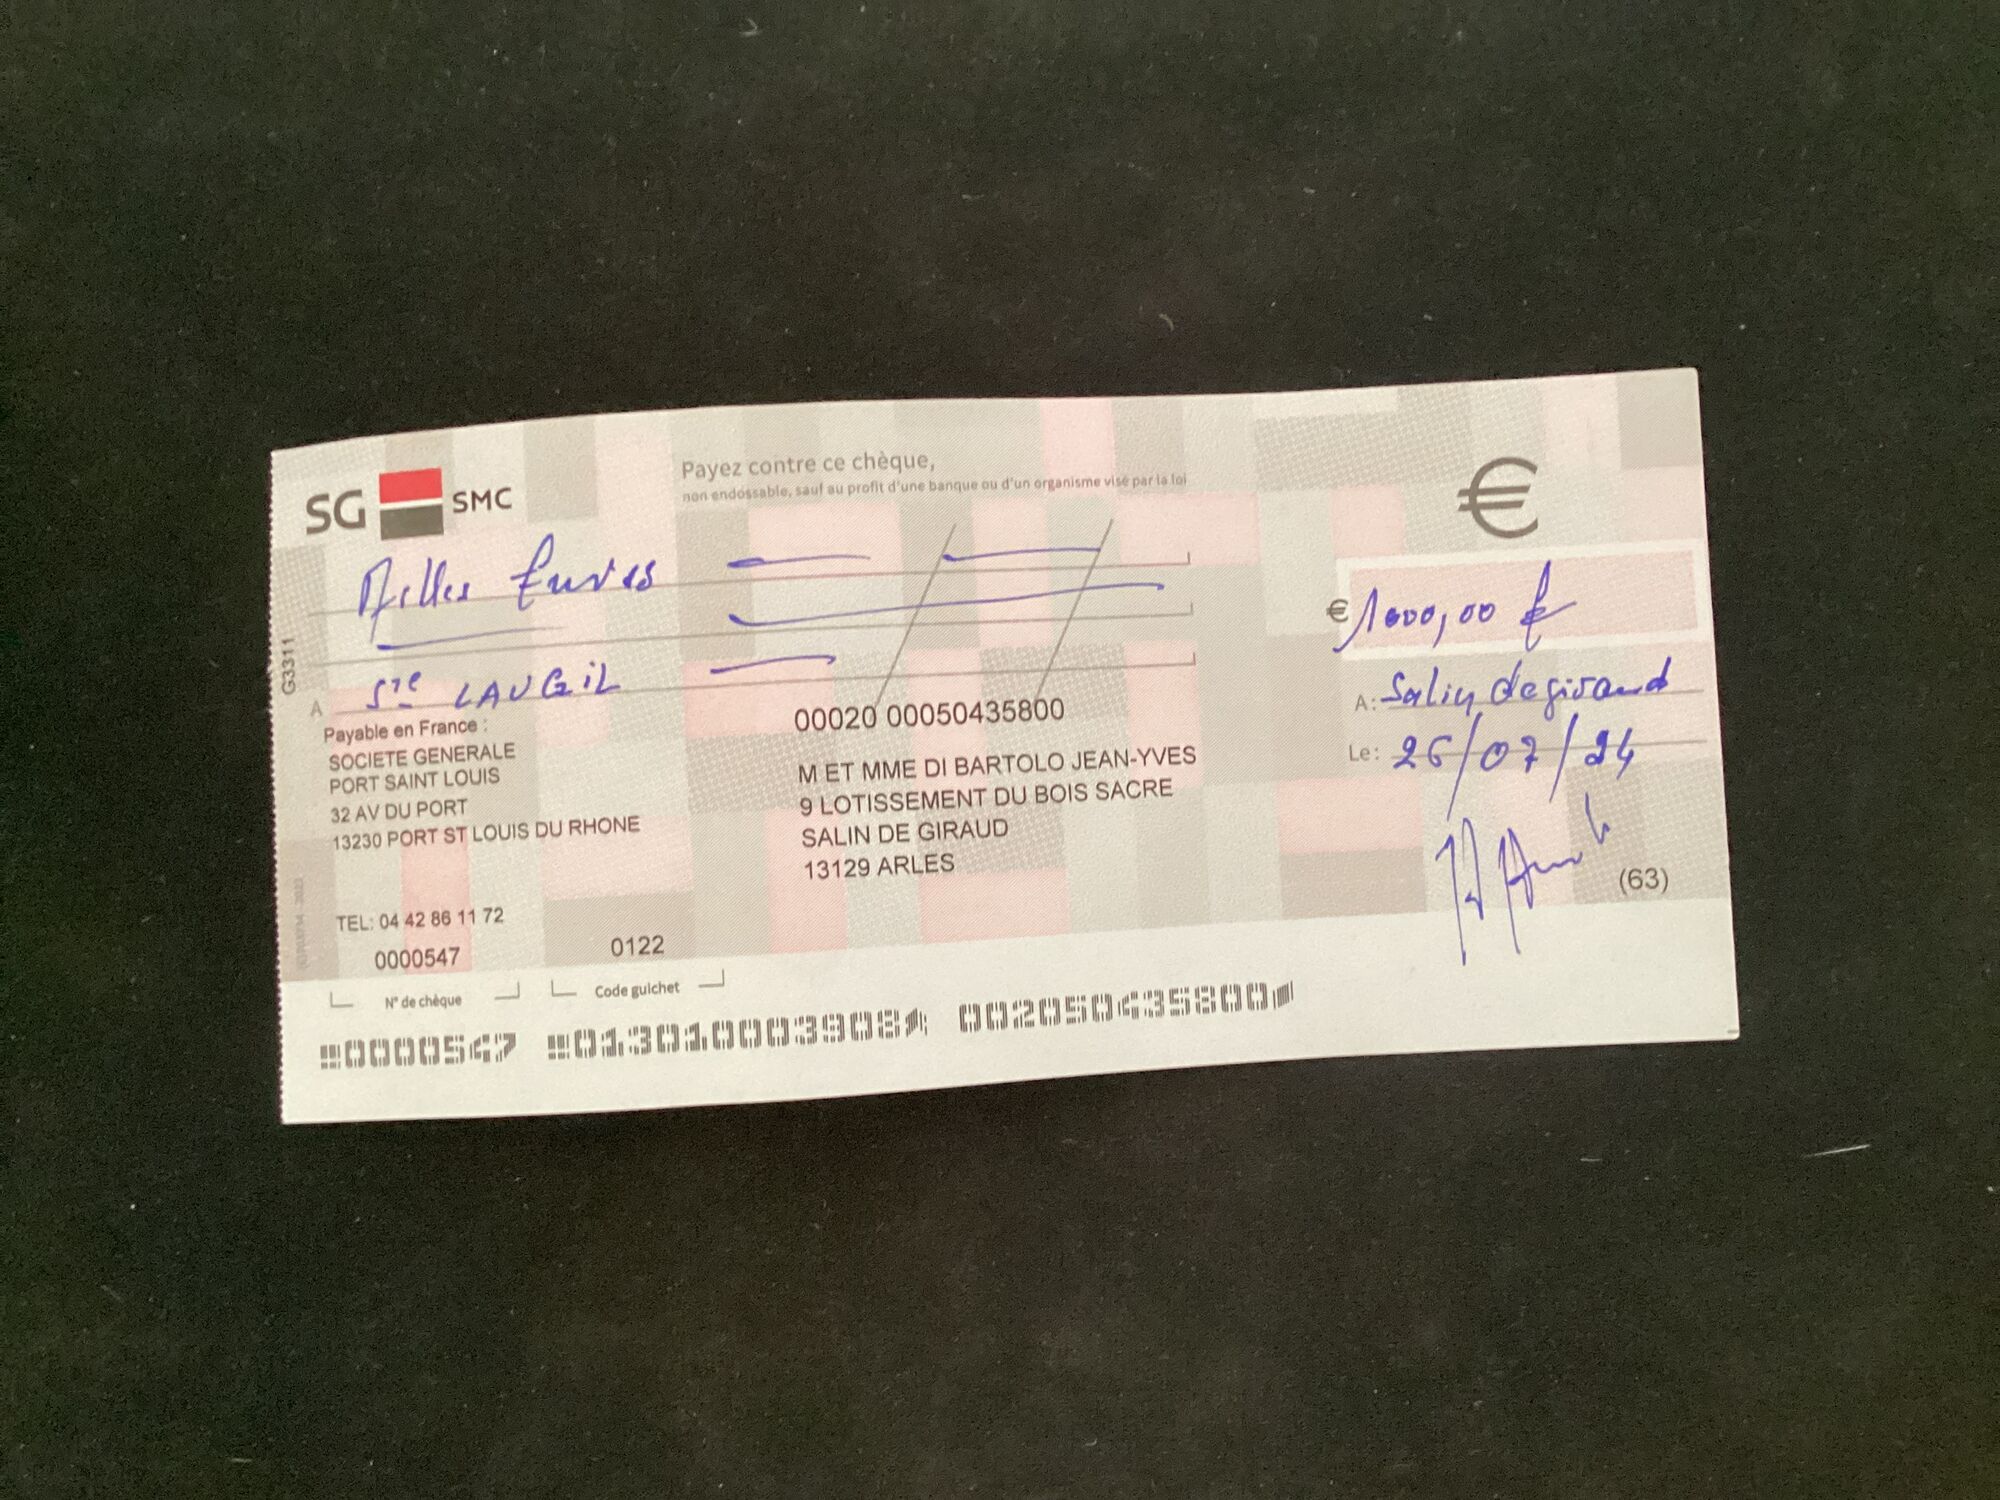 SG SMC
Payez contre ce chèque,
non endossable, sauf au profit d'une banque ou d'un organisme visé par la loi
€
Milles Euros
€ 1000,00 €
G3311
A Sté LAUGIL
A: Salin de giraud
Payable en France :
SOCIETE GENERALE
PORT SAINT LOUIS
32 AV DU PORT
13230 PORT ST LOUIS DU RHONE
00020 00050435800
M ET MME DI BARTOLO JEAN-YVES
9 LOTISSEMENT DU BOIS SACRE
SALIN DE GIRAUD
13129 ARLES
Le: 26/07/24
(63)
TEL: 04 42 86 11 72
0000547
0122
N° de chèque
Code guichet
0000547 013010003908 002050435800